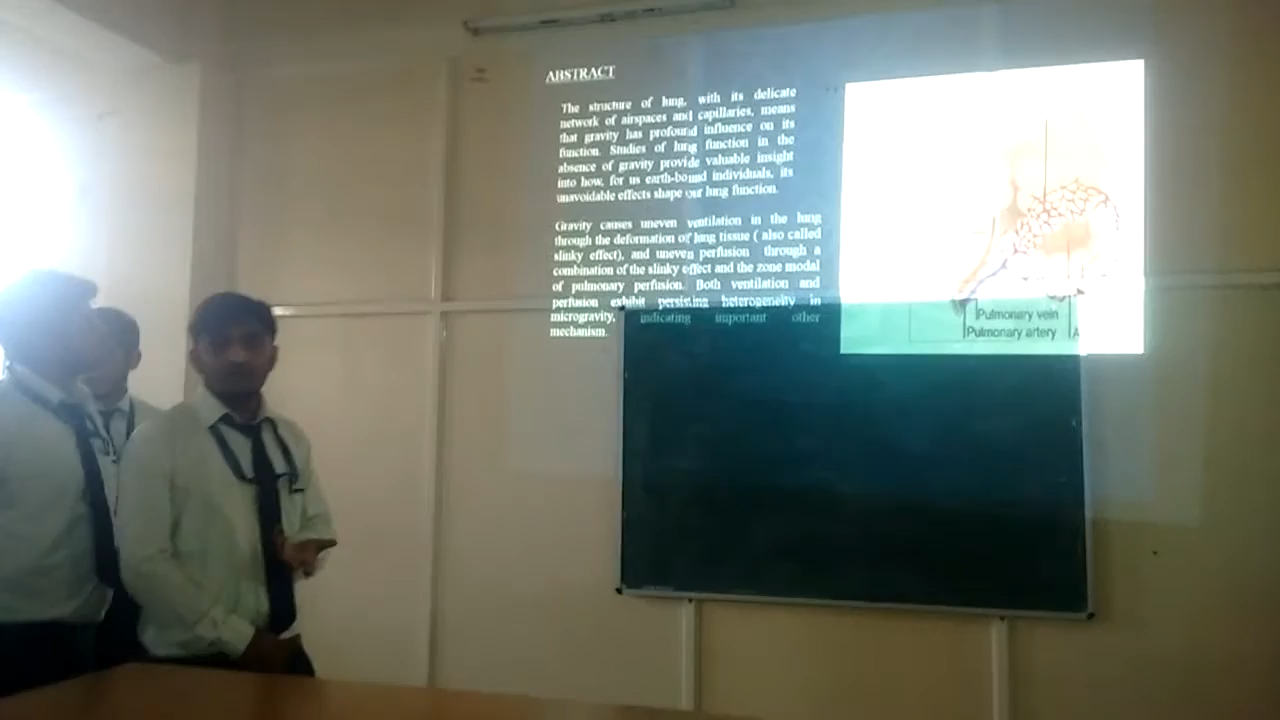 ABSTRACT
The structure of lung, with its delicate
network of airspaces and capillaries, means
that gravity has profound influence on its
function. Studies of lung function in the
absence of gravity provide valuable insight
into how, for us earth-bound individuals, its
unavoidable effects shape our lung function.
Gravity causes uneven ventilation in the lung
through the deformation of lung tissue ( also called
slinky effect), and uneven perfusion through a
combination of the slinky effect and the zone modal
of pulmonary perfusion. Both ventilation and
perfusion exhibit persisting heterogeneity in
microgravity, indicating important other
mechanism.
Pulmonary vein
Pulmonary artery
A